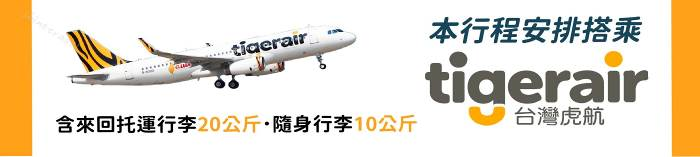 本行程安排搭乘
tigerair
tigerair
台灣虎航
含來回托運行李20公斤·隨身行李10公斤